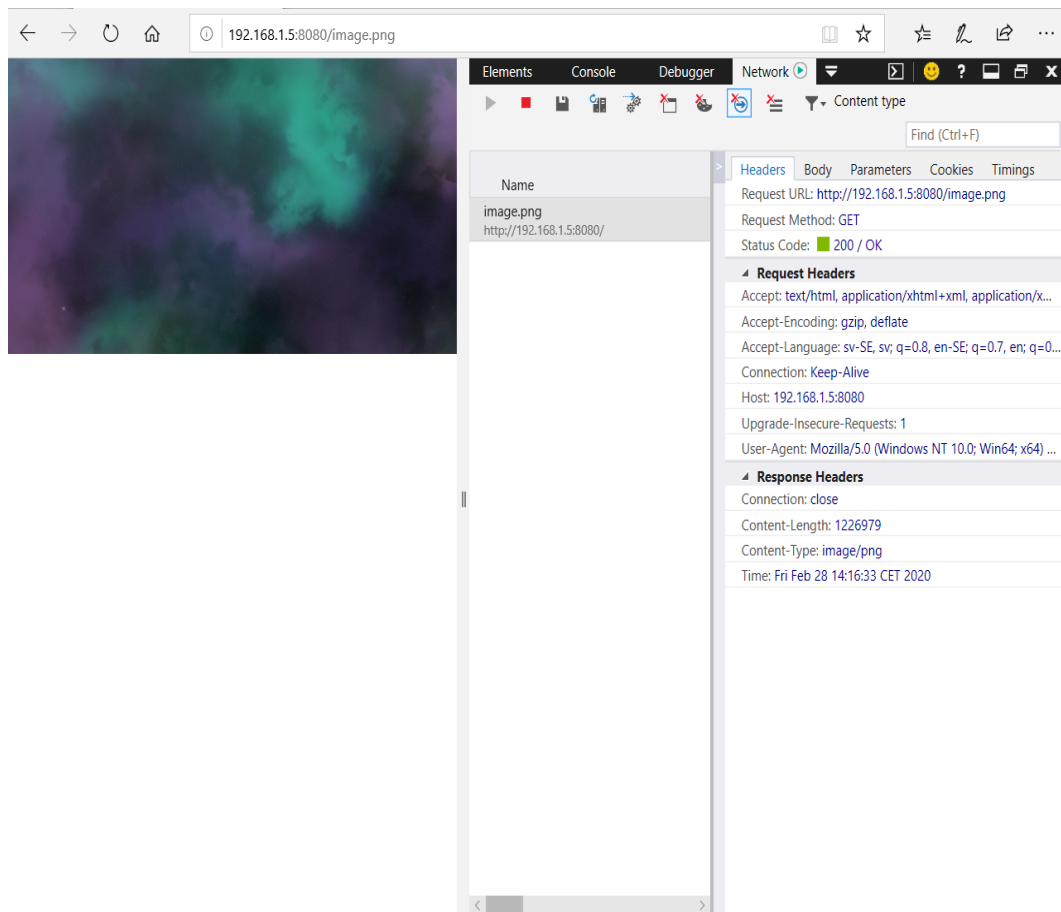 192.168.1.5:8080/image.png
Elements Console Debugger Network
Content type
Find (Ctrl+F)
Name
image.png
http://192.168.1.5:8080/
Headers Body Parameters Cookies Timings
Request URL: http://192.168.1.5:8080/image.png
Request Method: GET
Status Code: 200 / OK
Request Headers
Accept: text/html, application/xhtml+xml, application/x...
Accept-Encoding: gzip, deflate
Accept-Language: sv-SE, sv; q=0.8, en-SE; q=0.7, en; q=0...
Connection: Keep-Alive
Host: 192.168.1.5:8080
Upgrade-Insecure-Requests: 1
User-Agent: Mozilla/5.0 (Windows NT 10.0; Win64; x64) ...
Response Headers
Connection: close
Content-Length: 1226979
Content-Type: image/png
Time: Fri Feb 28 14:16:33 CET 2020